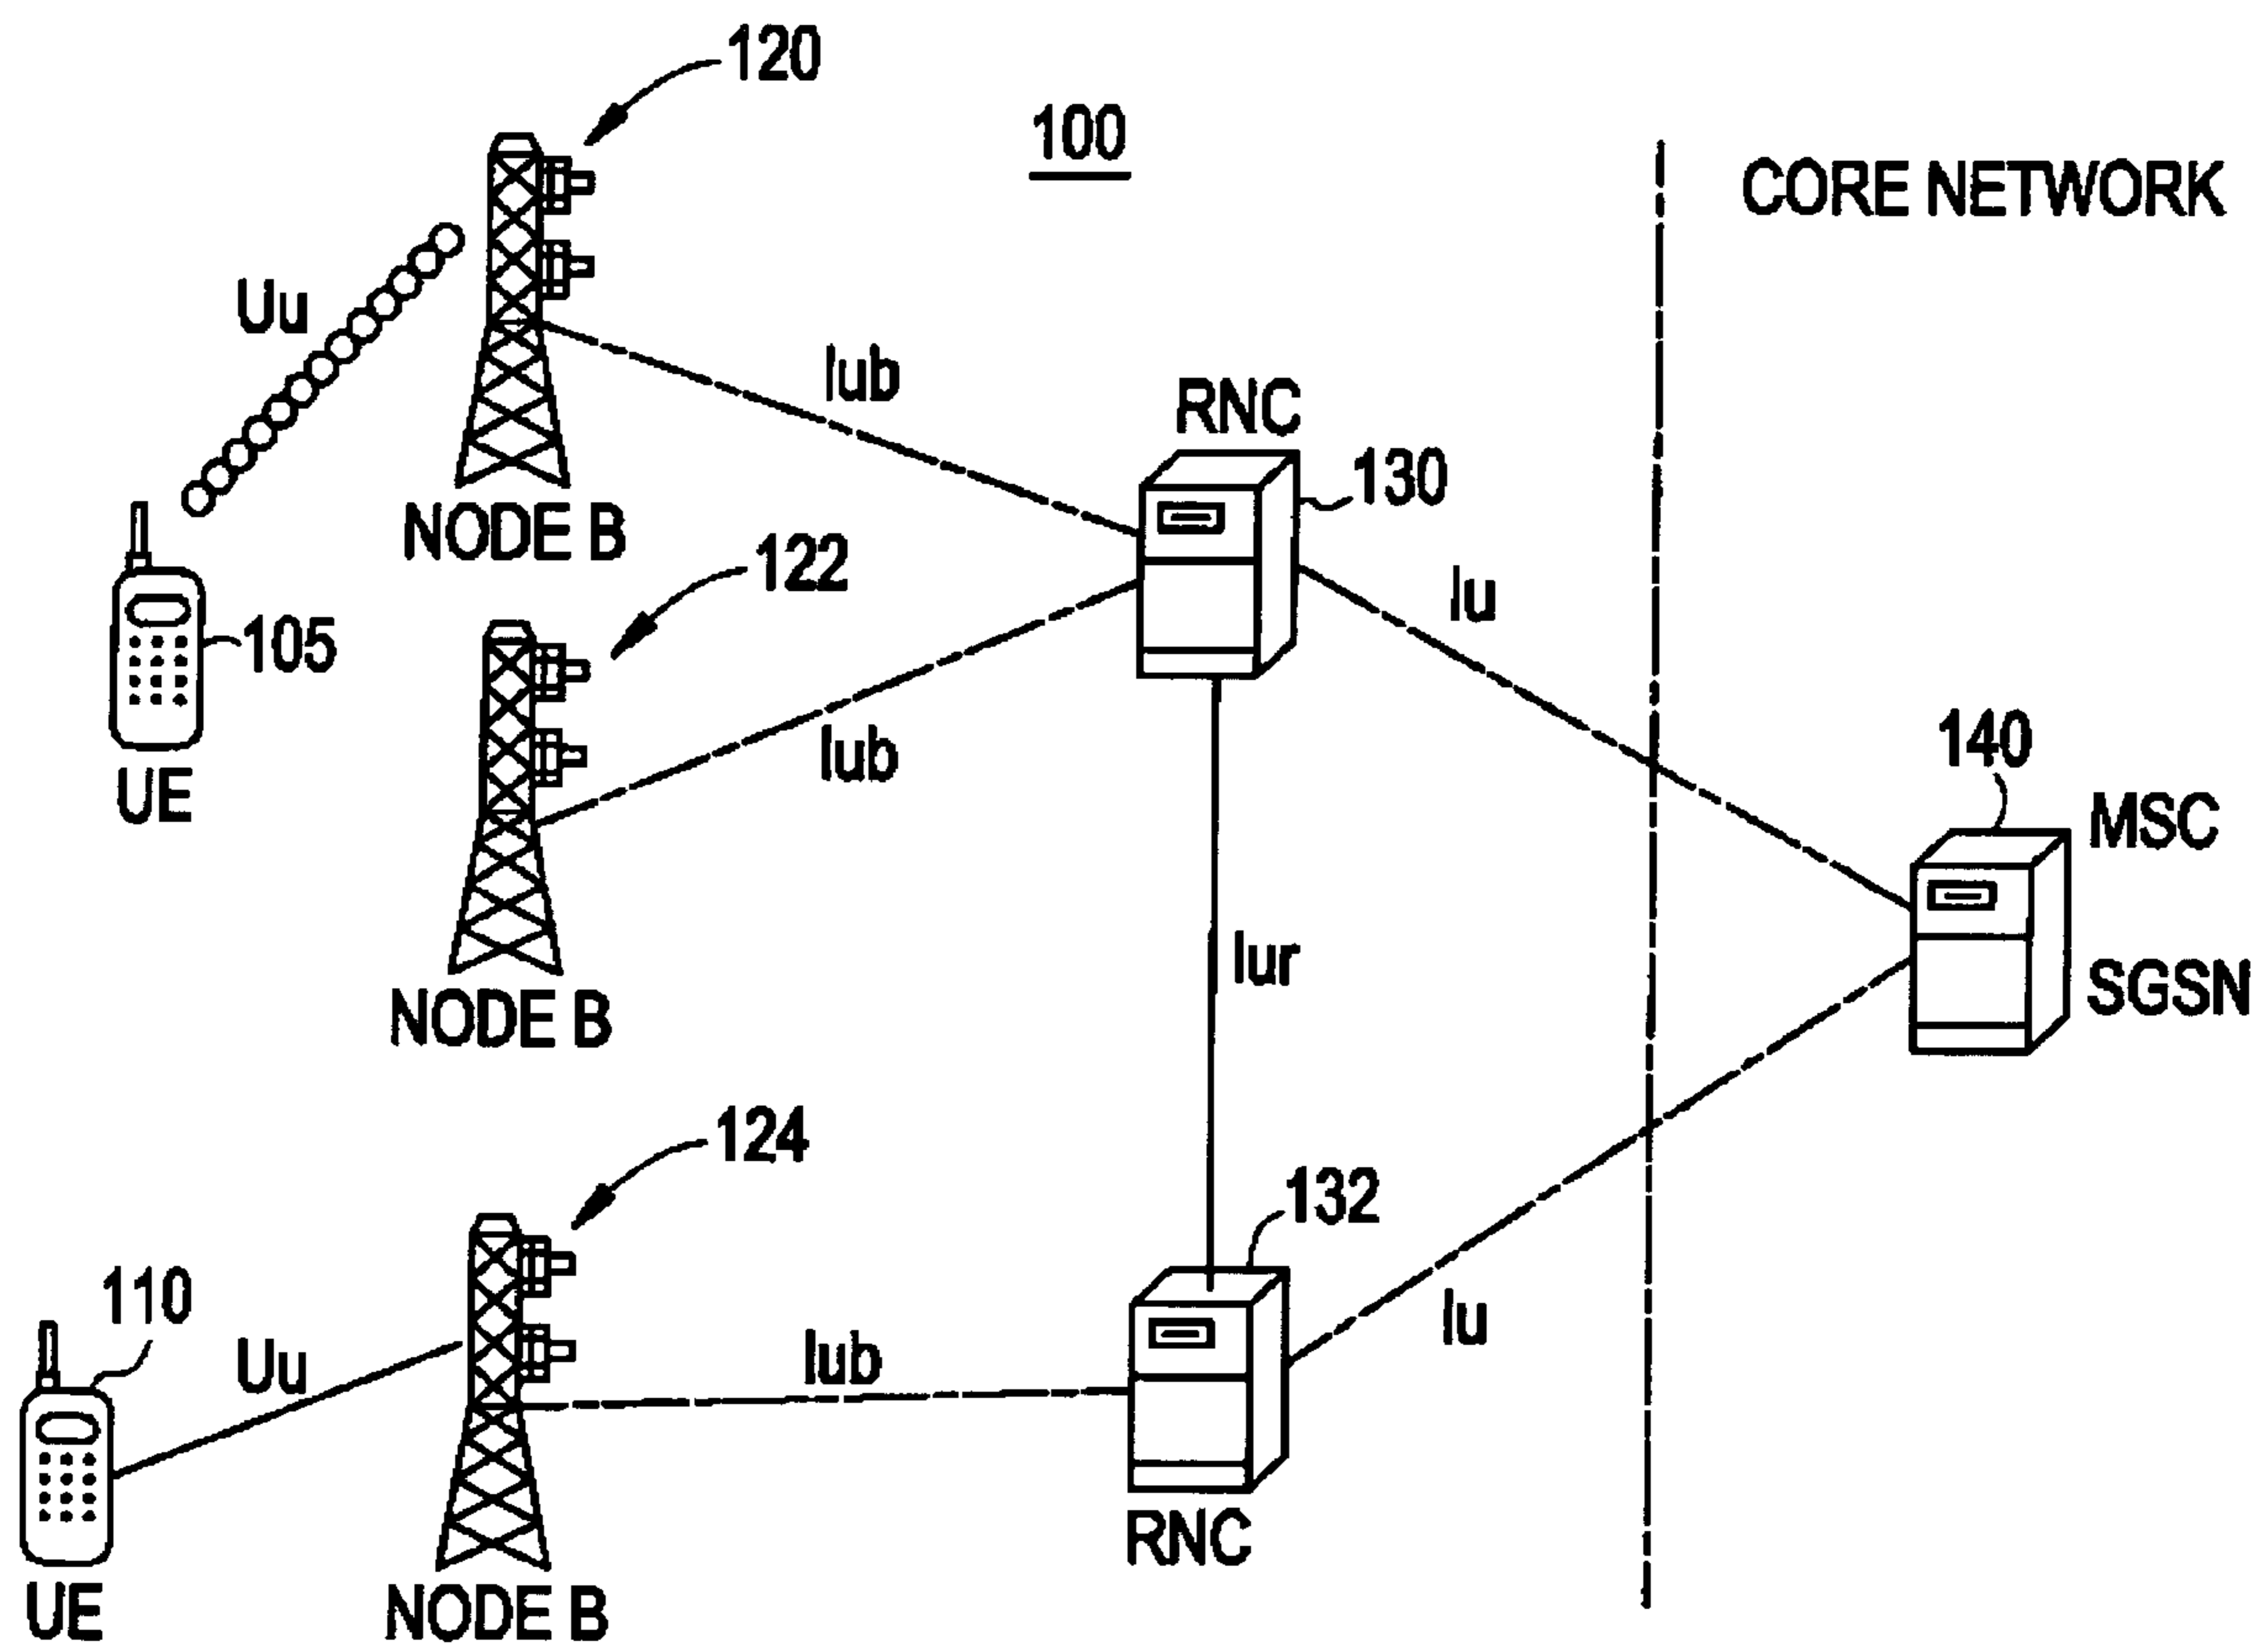 120
100
CORE NETWORK
Uu
Iub
RNC
130
NODE B
122
105
Iu
Iub
UE
140
MSC
Iur
SGSN
NODE B
124
132
110
Uu
Iub
Iu
RNC
UE
NODE B